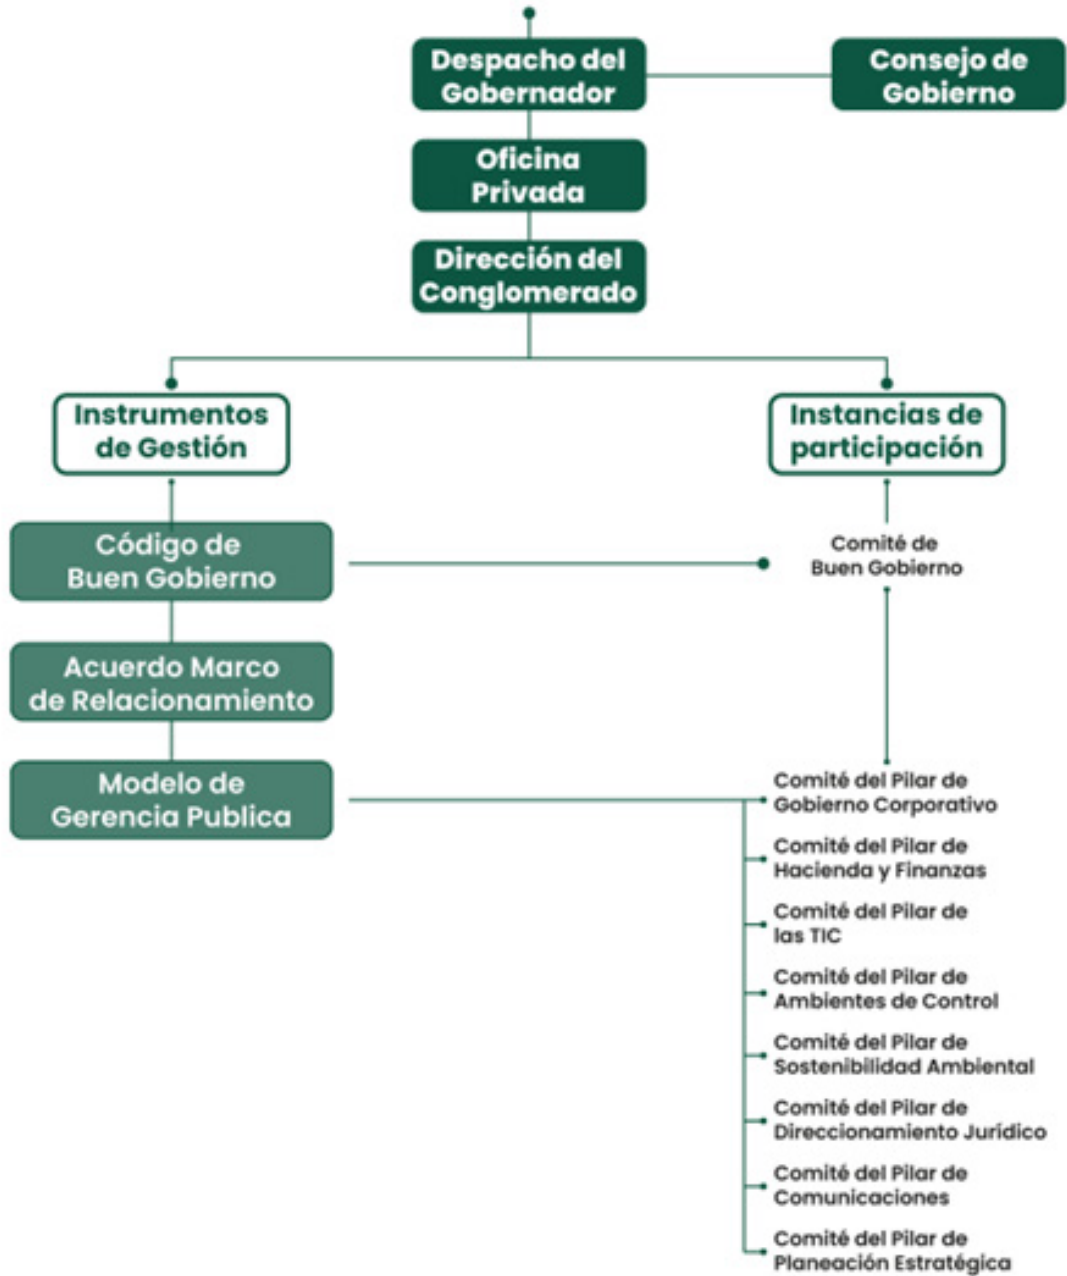 Despacho del
Gobernador
Consejo de
Gobierno
Oficina
Privada
Dirección del
Conglomerado
Instrumentos
de Gestión
Instancias de
participación
Código de
Buen Gobierno
Comité de
Buen Gobierno
Acuerdo Marco
de Relacionamiento
Modelo de
Gerencia Publica
Comité del Pilar de
Gobierno Corporativo
Comité del Pilar de
Hacienda y Finanzas
Comité del Pilar de
las TIC
Comité del Pilar de
Ambientes de Control
Comité del Pilar de
Sostenibilidad Ambiental
Comité del Pilar de
Direccionamiento Jurídico
Comité del Pilar de
Comunicaciones
Comité del Pilar de
Planeación Estratégica